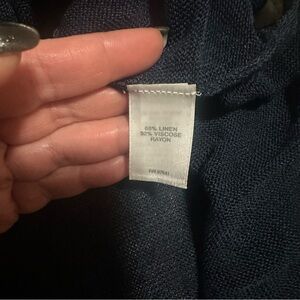 68% LINEN
32% VISCOSE
RAYON